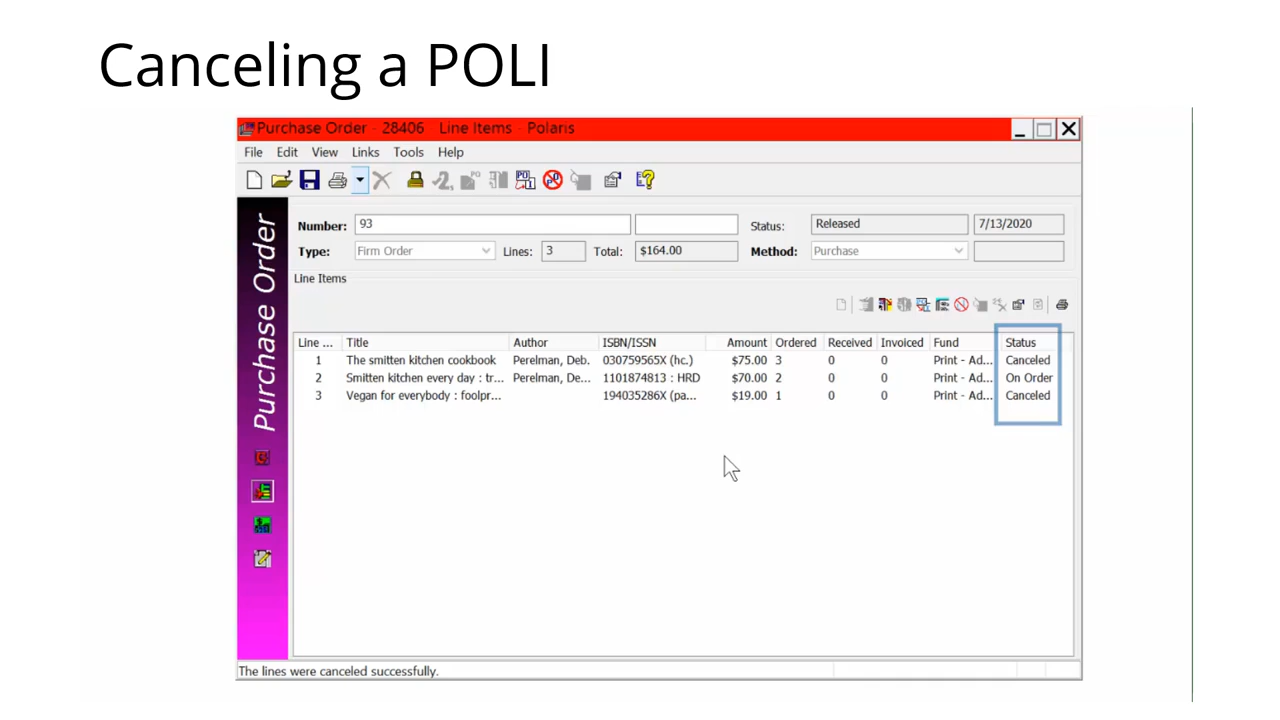 Canceling a POLI
Purchase Order - 28406 Line Items - Polaris
File Edit View Links Tools Help
Purchase Order
Number: 93 Status: Released 7/13/2020
Type: Firm Order Lines: 3 Total: $164.00 Method: Purchase
Line Items
Line ... Title Author ISBN/ISSN Amount Ordered Received Invoiced Fund Status
1 The smitten kitchen cookbook Perelman, Deb. 030759565X (hc.) $75.00 3 0 0 Print - Ad... Canceled
2 Smitten kitchen every day : tr... Perelman, De... 1101874813 : HRD $70.00 2 0 0 Print - Ad... On Order
3 Vegan for everybody : foolpr... 194035286X (pa... $19.00 1 0 0 Print - Ad... Canceled
The lines were canceled successfully.